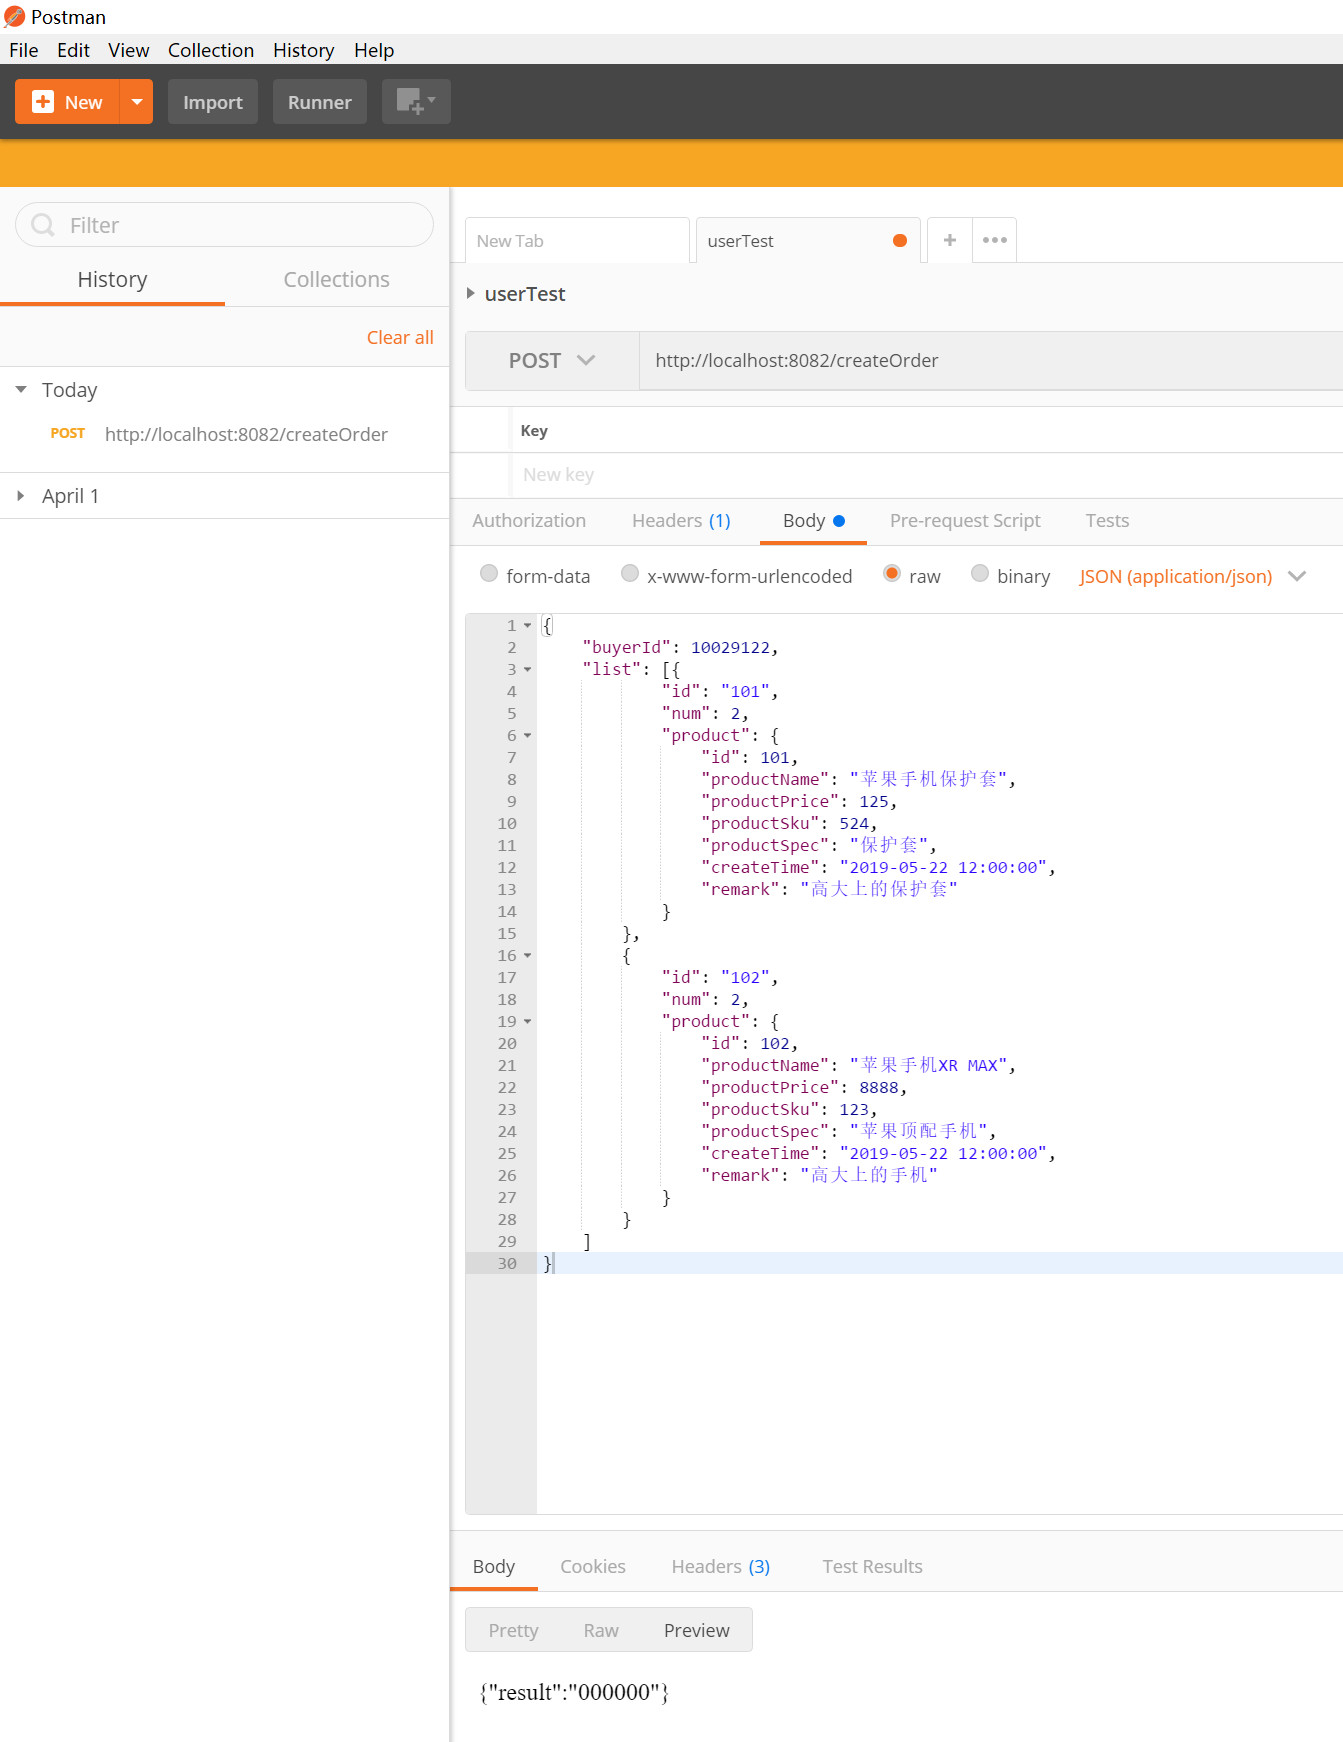 Postman
File Edit View Collection History Help
New Import Runner
Filter
History Collections
Clear all
Today
POST http://localhost:8082/createOrder
April 1
New Tab userTest + •••
userTest
POST http://localhost:8082/createOrder
Key
New key
Authorization Headers (1) Body Pre-request Script Tests
form-data x-www-form-urlencoded raw binary JSON (application/json)
1 {
2 "buyerId": 10029122,
3 "list": [{
4 "id": "101",
5 "num": 2,
6 "product": {
7 "id": 101,
8 "productName": "苹果手机保护套",
9 "productPrice": 125,
10 "productSku": 524,
11 "productSpec": "保护套",
12 "createTime": "2019-05-22 12:00:00",
13 "remark": "高大上的保护套"
14 }
15 },
16 {
17 "id": "102",
18 "num": 2,
19 "product": {
20 "id": 102,
21 "productName": "苹果手机XR MAX",
22 "productPrice": 8888,
23 "productSku": 123,
24 "productSpec": "苹果顶配手机",
25 "createTime": "2019-05-22 12:00:00",
26 "remark": "高大上的手机"
27 }
28 }
29 ]
30 }
Body Cookies Headers (3) Test Results
Pretty Raw Preview
{"result":"000000"}